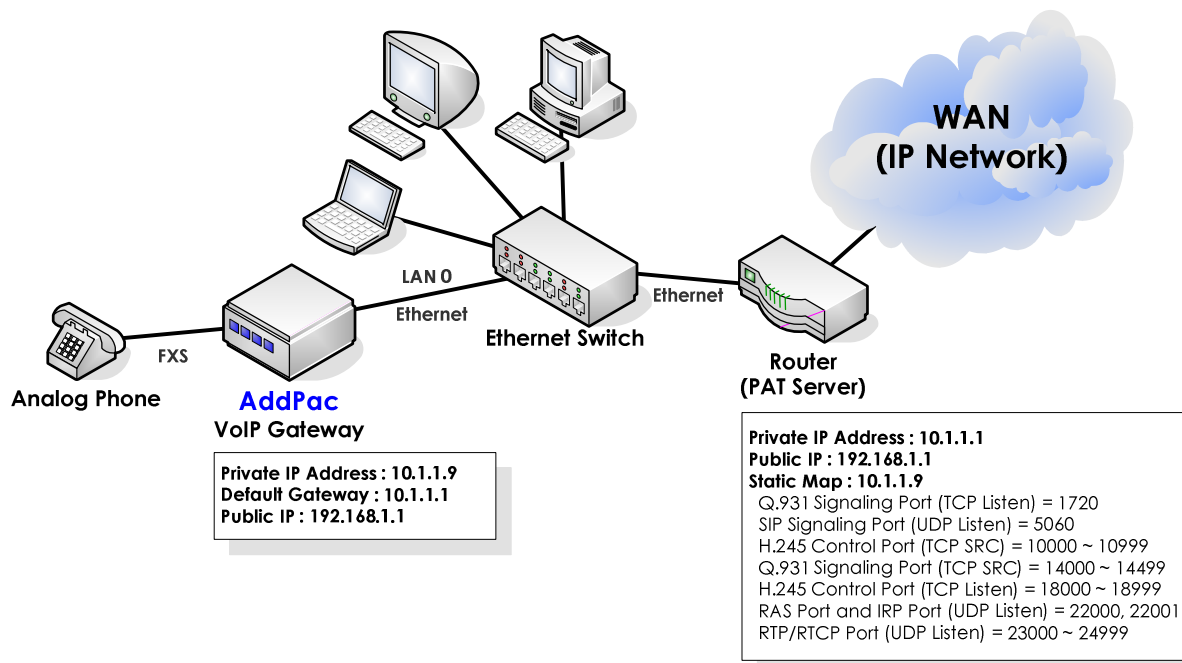 WAN
(IP Network)
LAN 0
Ethernet
Ethernet
Ethernet Switch
FXS
Analog Phone
AddPac
VoIP Gateway
Router
(PAT Server)
Private IP Address : 10.1.1.9
Default Gateway : 10.1.1.1
Public IP : 192.168.1.1
Private IP Address : 10.1.1.1
Public IP : 192.168.1.1
Static Map : 10.1.1.9
Q.931 Signaling Port (TCP Listen) = 1720
SIP Signaling Port (UDP Listen) = 5060
H.245 Control Port (TCP SRC) = 10000 ~ 10999
Q.931 Signaling Port (TCP SRC) = 14000 ~ 14499
H.245 Control Port (TCP Listen) = 18000 ~ 18999
RAS Port and IRP Port (UDP Listen) = 22000, 22001
RTP/RTCP Port (UDP Listen) = 23000 ~ 24999